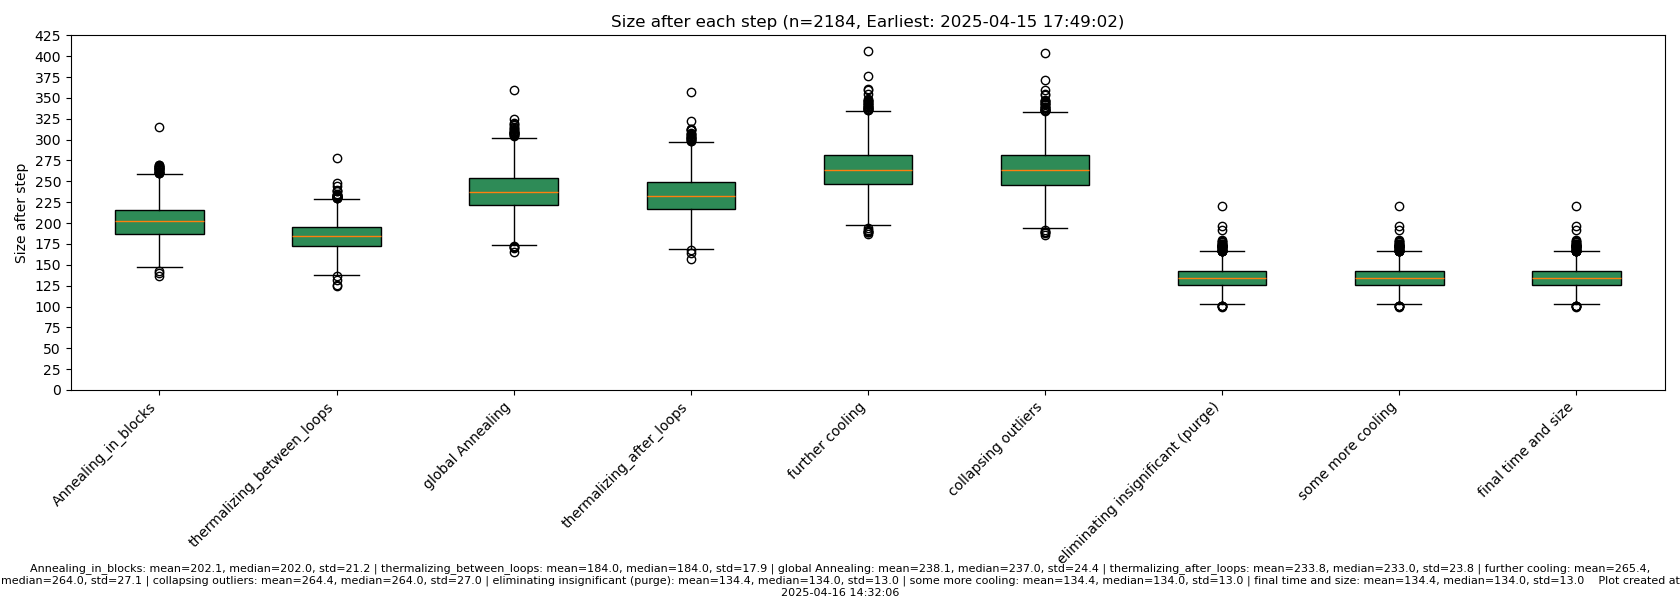 Size after each step (n=2184, Earliest: 2025-04-15 17:49:02)
Size after step
425
400
375
350
325
300
275
250
225
200
175
150
125
100
75
50
25
0
Annealing_in_blocks
thermalizing_between_loops
global Annealing
thermalizing_after_loops
further cooling
collapsing outliers
eliminating insignificant (purge)
some more cooling
final time and size
Annealing_in_blocks: mean=202.1, median=202.0, std=21.2 | thermalizing_between_loops: mean=184.0, median=184.0, std=17.9 | global Annealing: mean=238.1, median=237.0, std=24.4 | thermalizing_after_loops: mean=233.8, median=233.0, std=23.8 | further cooling: mean=265.4,
median=264.0, std=27.1 | collapsing outliers: mean=264.4, median=264.0, std=27.0 | eliminating insignificant (purge): mean=134.4, median=134.0, std=13.0 | some more cooling: mean=134.4, median=134.0, std=13.0 | final time and size: mean=134.4, median=134.0, std=13.0 Plot created at
2025-04-16 14:32:06